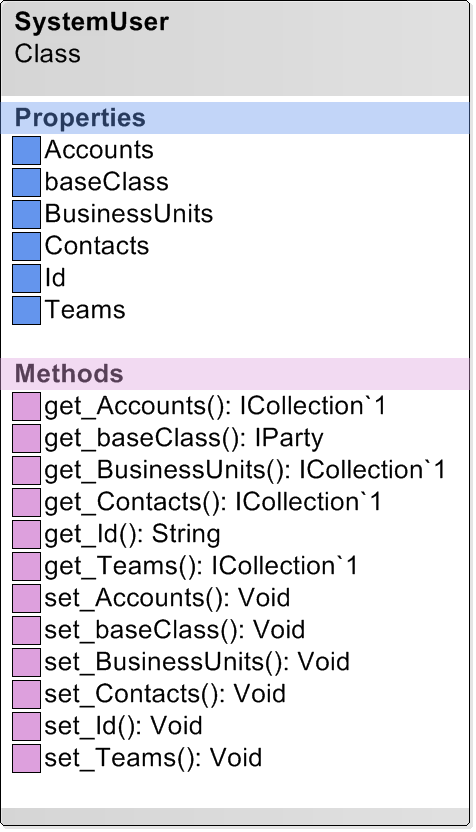 SystemUser
Class
Properties
Accounts
baseClass
BusinessUnits
Contacts
Id
Teams
Methods
get_Accounts(): ICollection`1
get_baseClass(): IParty
get_BusinessUnits(): ICollection`1
get_Contacts(): ICollection`1
get_Id(): String
get_Teams(): ICollection`1
set_Accounts(): Void
set_baseClass(): Void
set_BusinessUnits(): Void
set_Contacts(): Void
set_Id(): Void
set_Teams(): Void